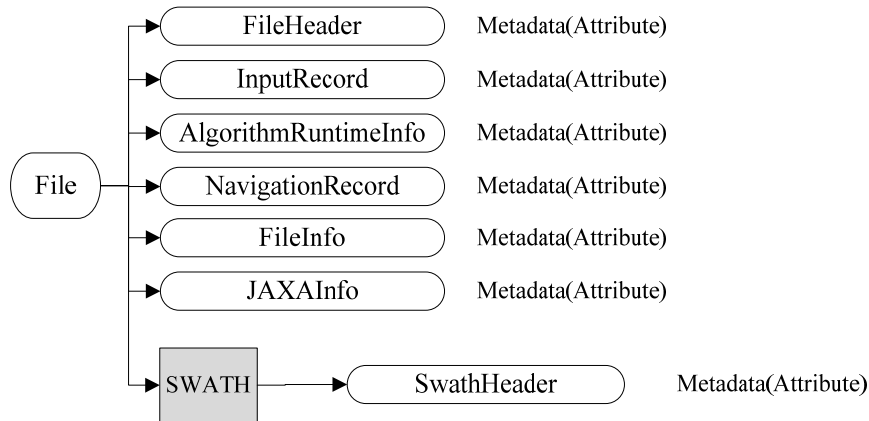 FileHeader Metadata(Attribute)
InputRecord Metadata(Attribute)
AlgorithmRuntimeInfo Metadata(Attribute)
File NavigationRecord Metadata(Attribute)
FileInfo Metadata(Attribute)
JAXAInfo Metadata(Attribute)
SWATH SwathHeader Metadata(Attribute)